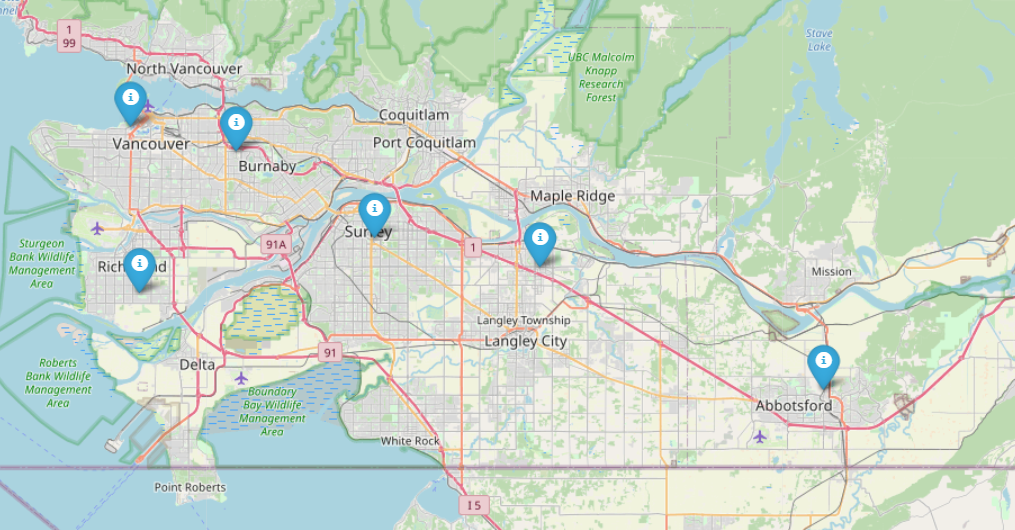 1
99
North Vancouver
Stave
Lake
UBC Malcolm
Knapp
Research
Forest
Coquitlam
Vancouver
Port Coquitlam
Burnaby
Maple Ridge
Surrey
Sturgeon
Bank Wildlife
Management
Area
91A
1
Richmond
Mission
Langley Township
Langley City
91
Delta
Roberts
Bank Wildlife
Management
Area
Boundary
Bay Wildlife
Management
Area
Abbotsford
White Rock
Point Roberts
I 5